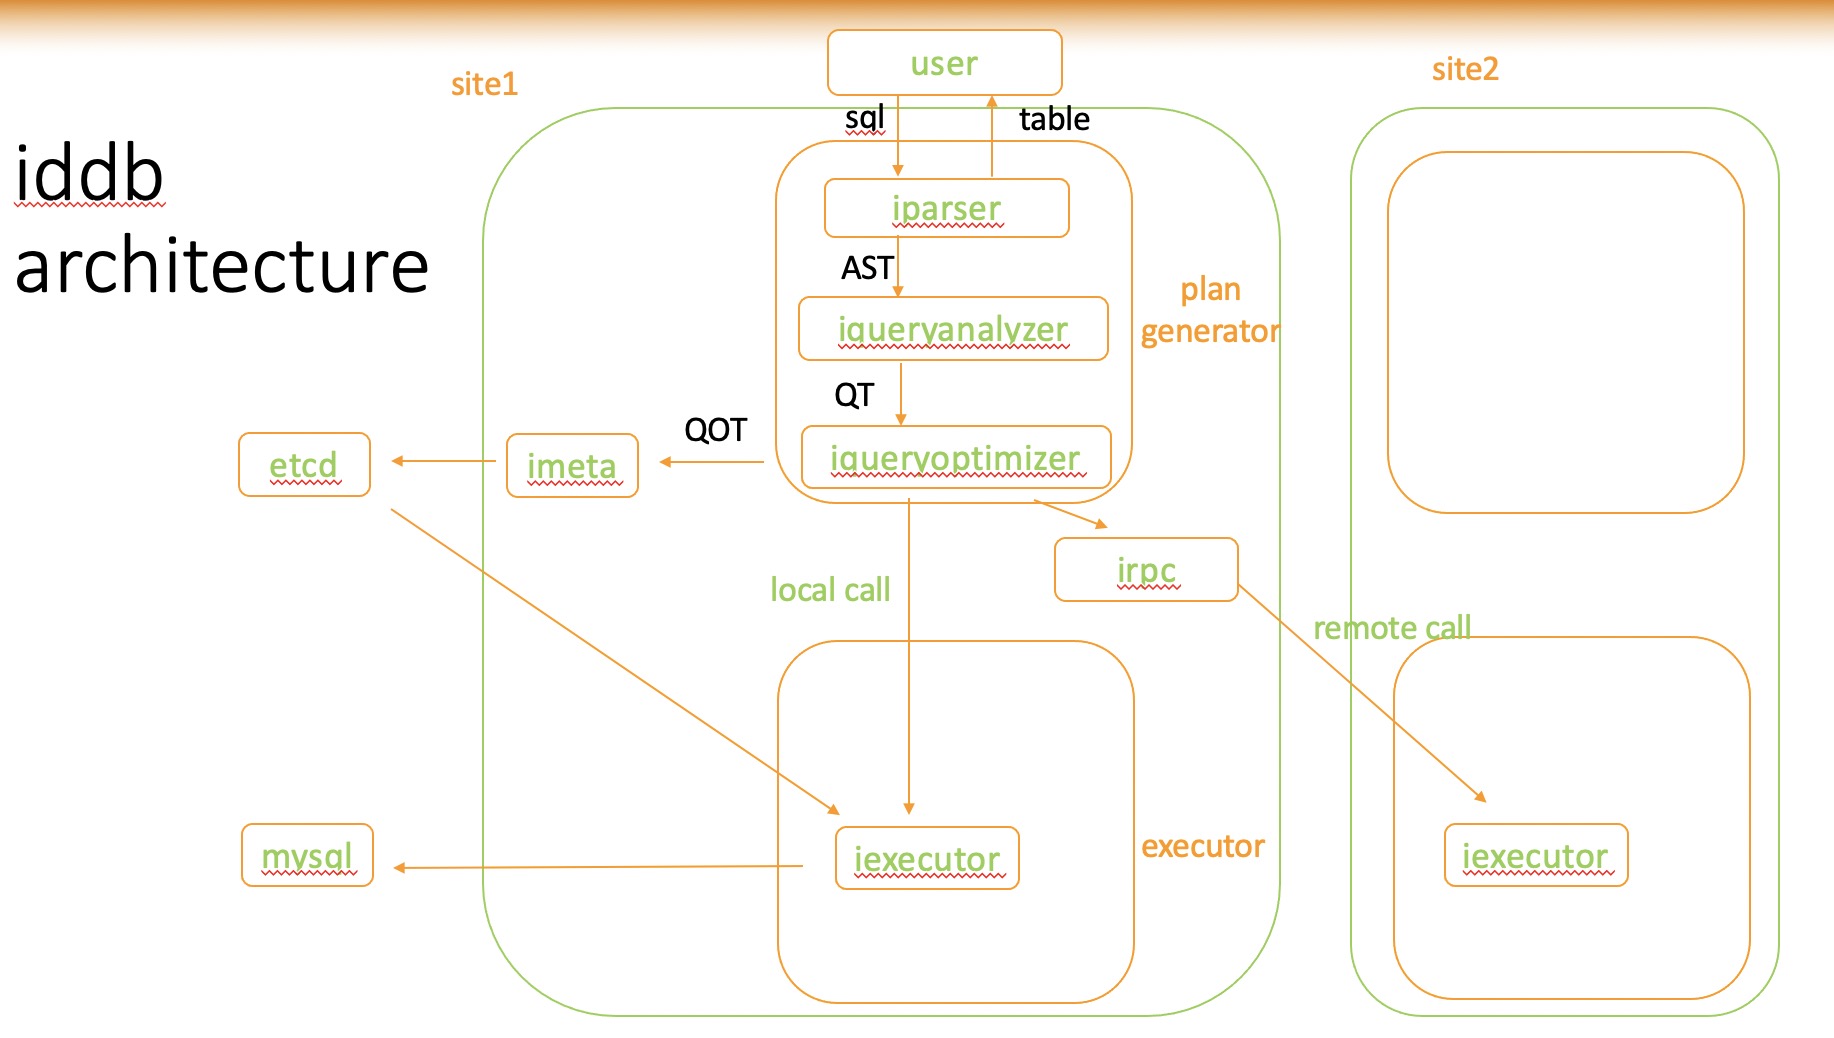 user
site1
site2
sql
table
iddb
architecture
iparser
AST
plan
generator
iqueryanalyzer
QT
QOT
etcd
imeta
iqueryoptimizer
irpc
local call
remote call
mysql
iexecutor
executor
iexecutor